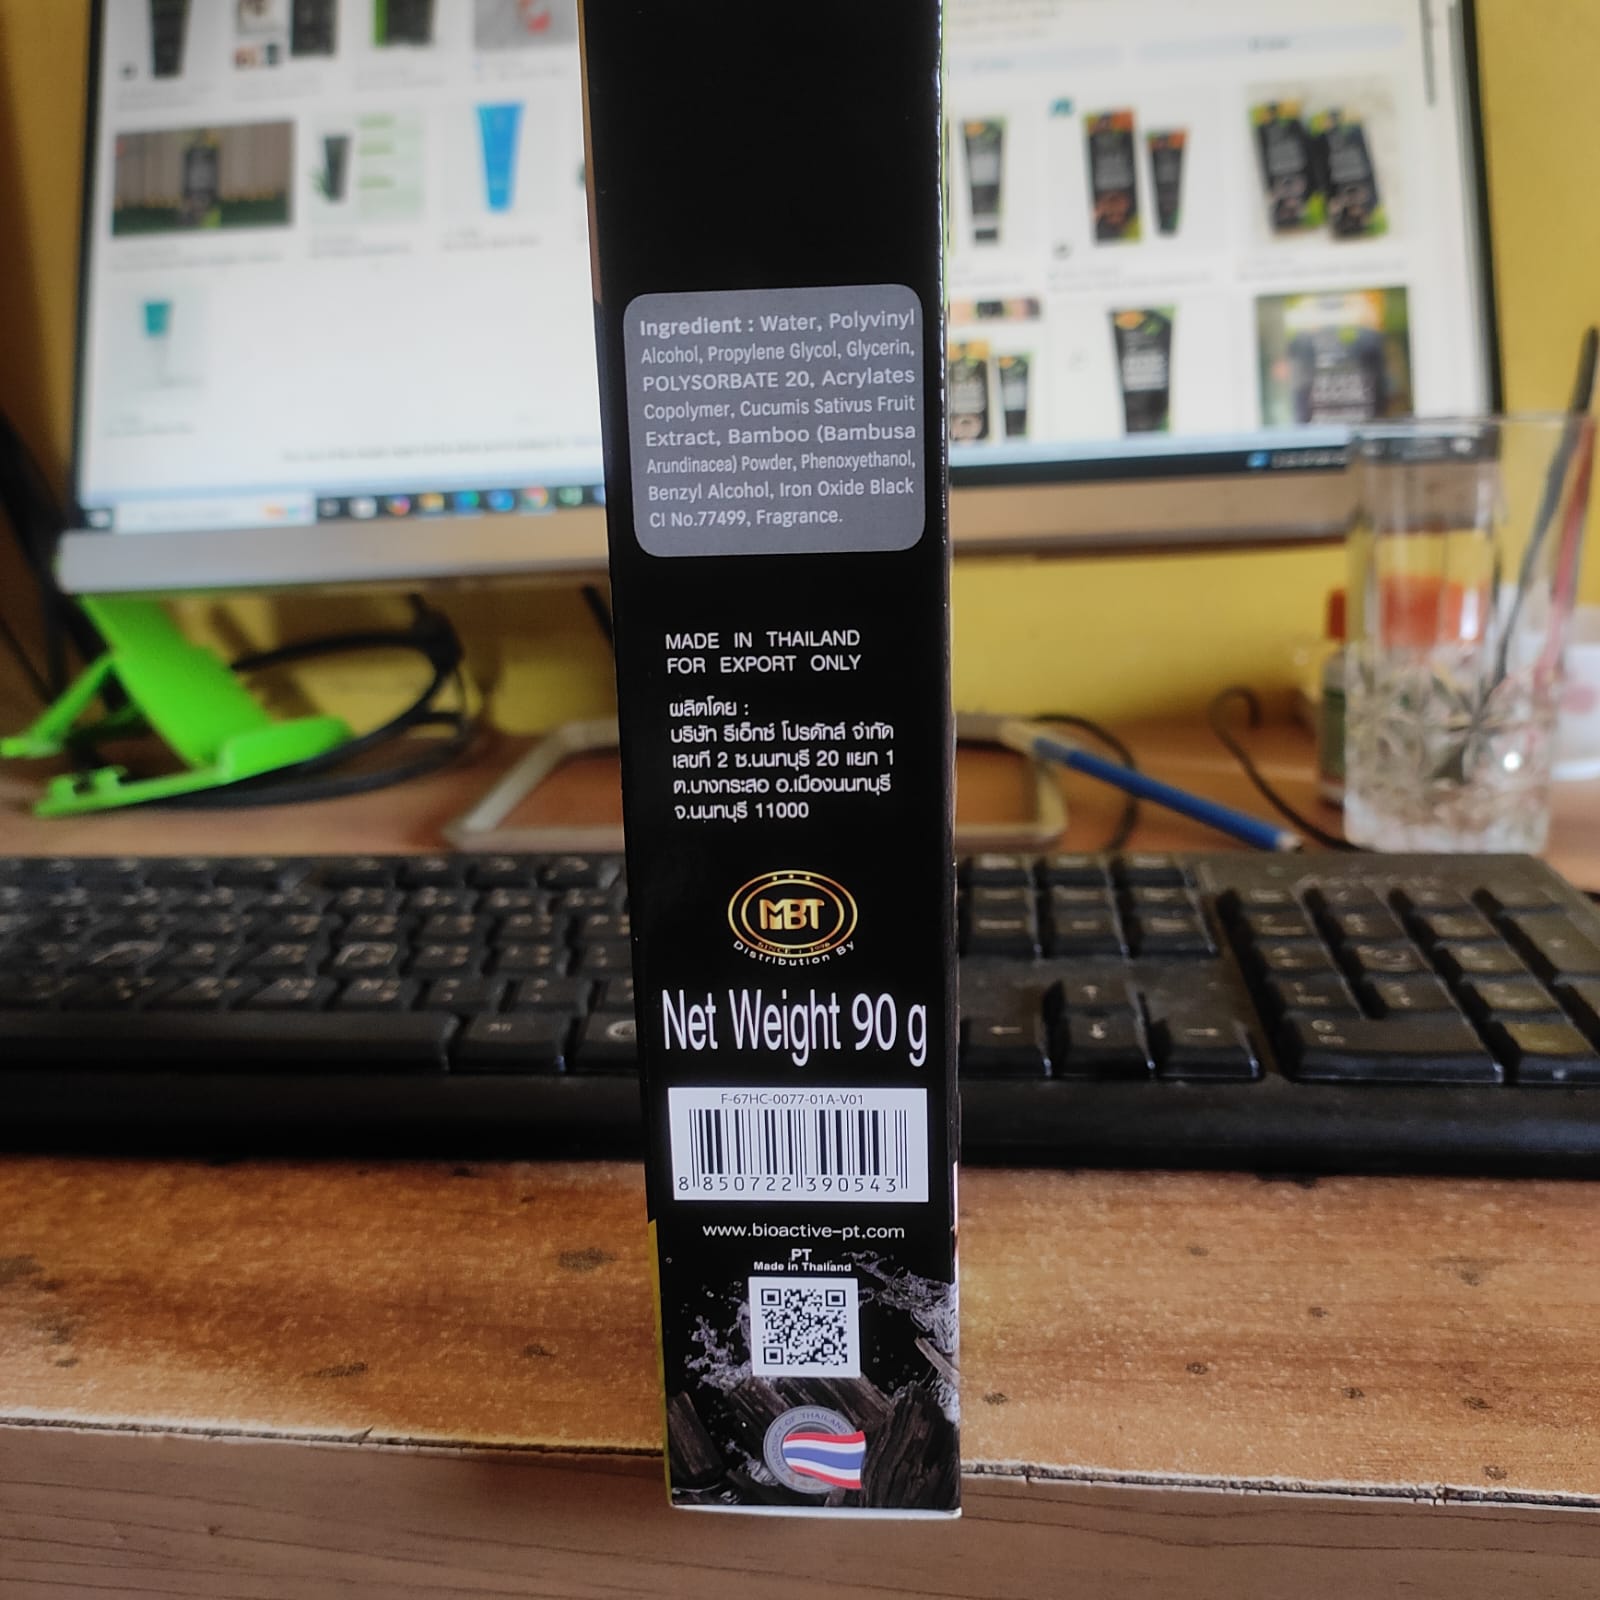 Ingredient : Water, Polyvinyl
Alcohol, Propylene Glycol, Glycerin,
POLYSORBATE 20, Acrylates
Copolymer, Cucumis Sativus Fruit
Extract, Bamboo (Bambusa
Arundinacea) Powder, Phenoxyethanol,
Benzyl Alcohol, Iron Oxide Black
CI No.77499, Fragrance.
MADE IN THAILAND
FOR EXPORT ONLY
ผลิตโดย :
บริษัท รีเอ็กซ์ โปรดักส์ จำกัด
เลขที่ 2 ซ.นนทบุรี 20 แยก 1
ต.บางกระสอ อ.เมืองนนทบุรี
จ.นนทบุรี 11000
MBT
Distribution By
Net Weight 90 g
F-67HC-0077-01A-V01
8 850722 390543
www.bioactive-pt.com
PT
Made in Thailand
OF THAILAND